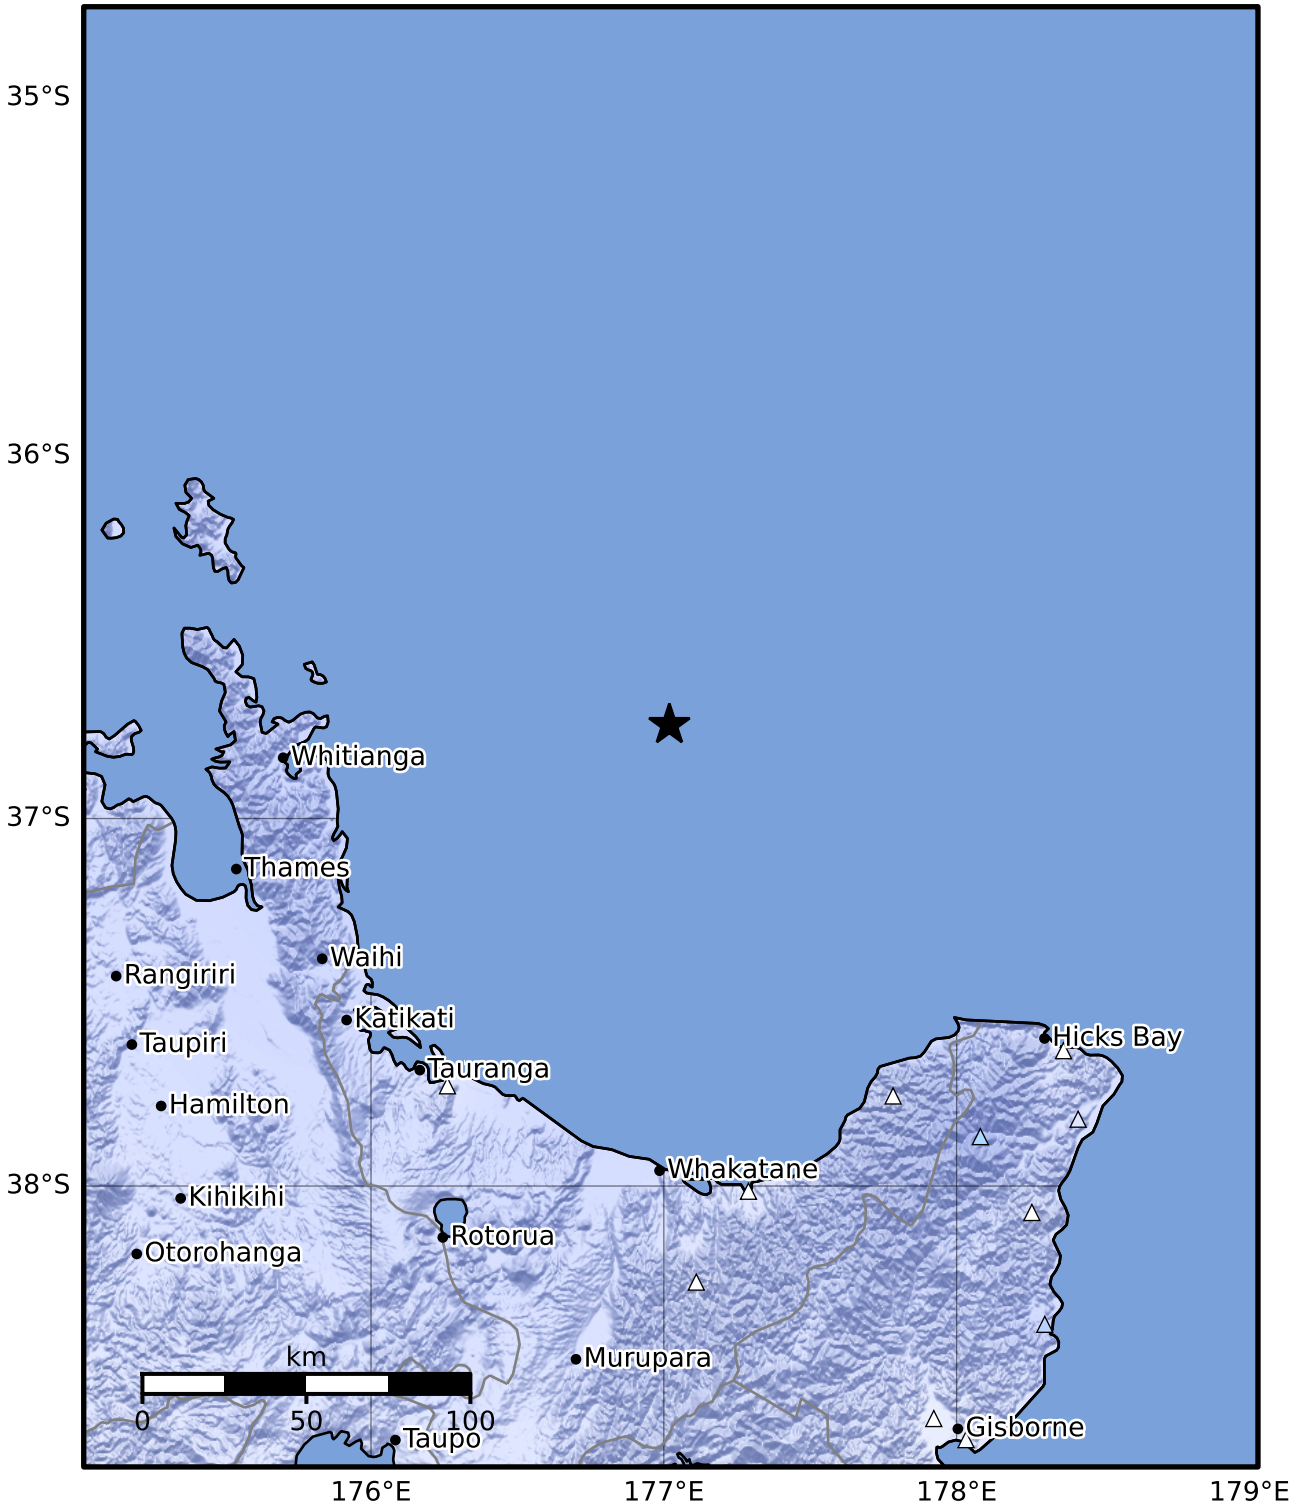 35°S
36°S
Whitianga
37°S
Thames
Waihi
Rangiriri
Katikati
Hicks Bay
Taupiri
Tauranga
Hamilton
Whakatane
38°S
Kihikihi
Rotorua
Otorohanga
km
Murupara
0 50 100
Gisborne
Taupo
176°E 177°E 178°E 179°E